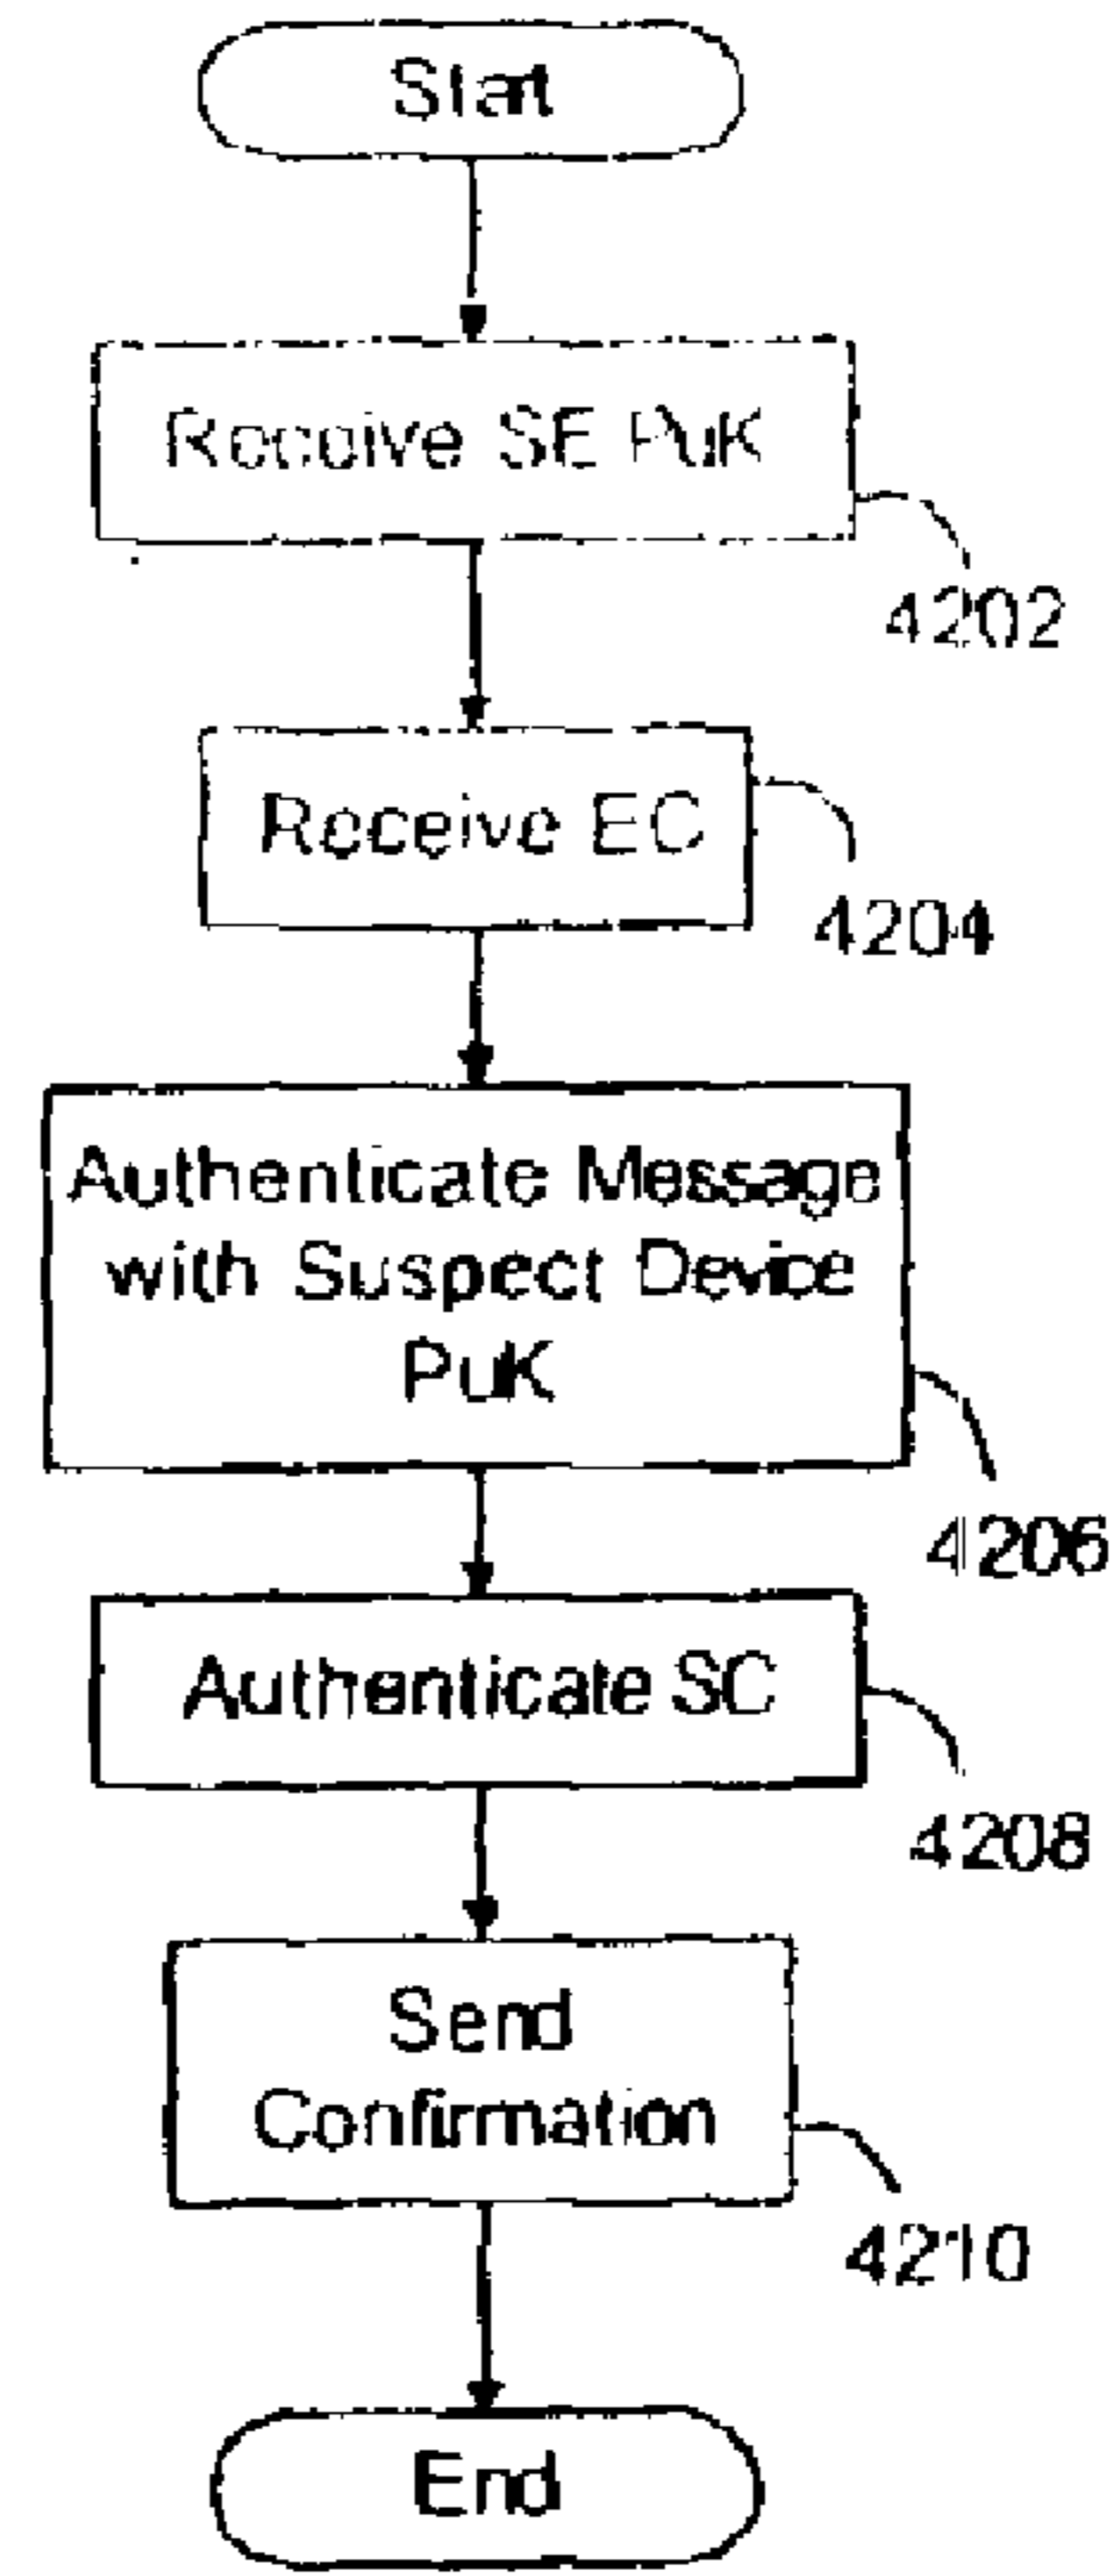 Start
Receive SE PuK
4202
Receive EC
4204
Authenticate Message
with Suspect Device
PuK
4206
Authenticate SC
4208
Send
Confirmation
4210
End